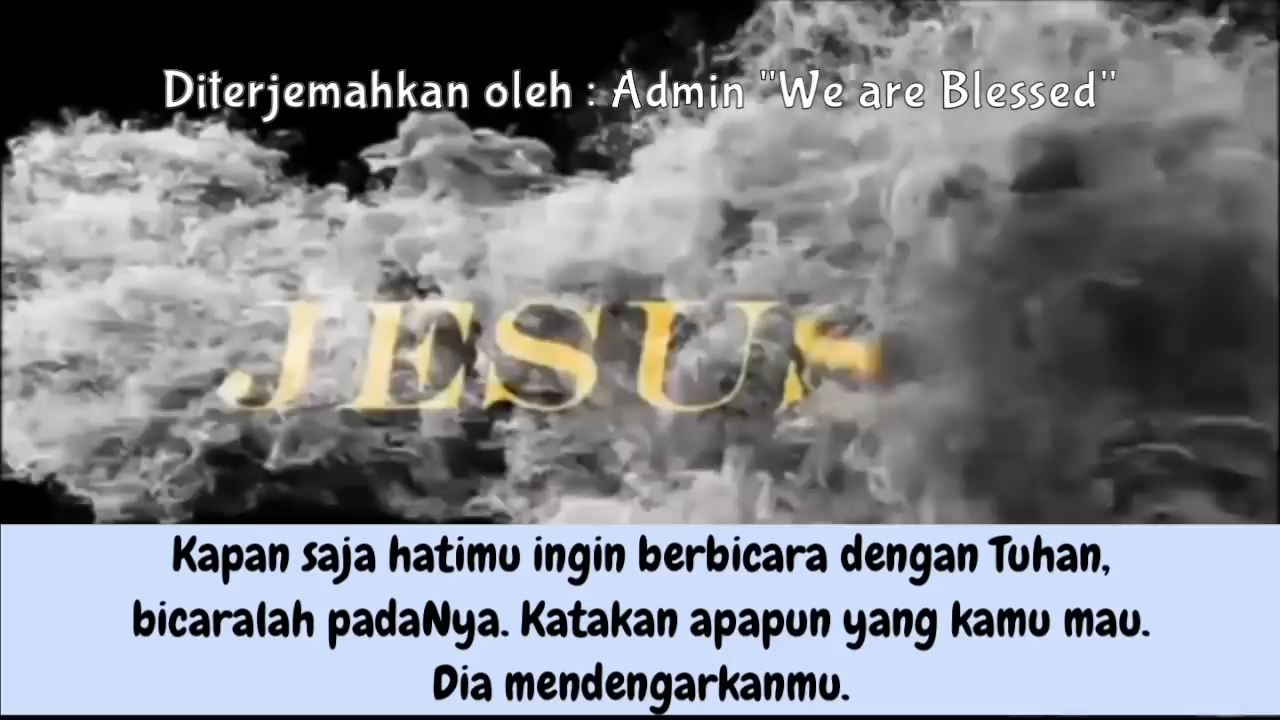 Diterjemahkan oleh : Admin "We are Blessed"
JESUS
Kapan saja hatimu ingin berbicara dengan Tuhan,
bicaralah padaNya. Katakan apapun yang kamu mau.
Dia mendengarkanmu.